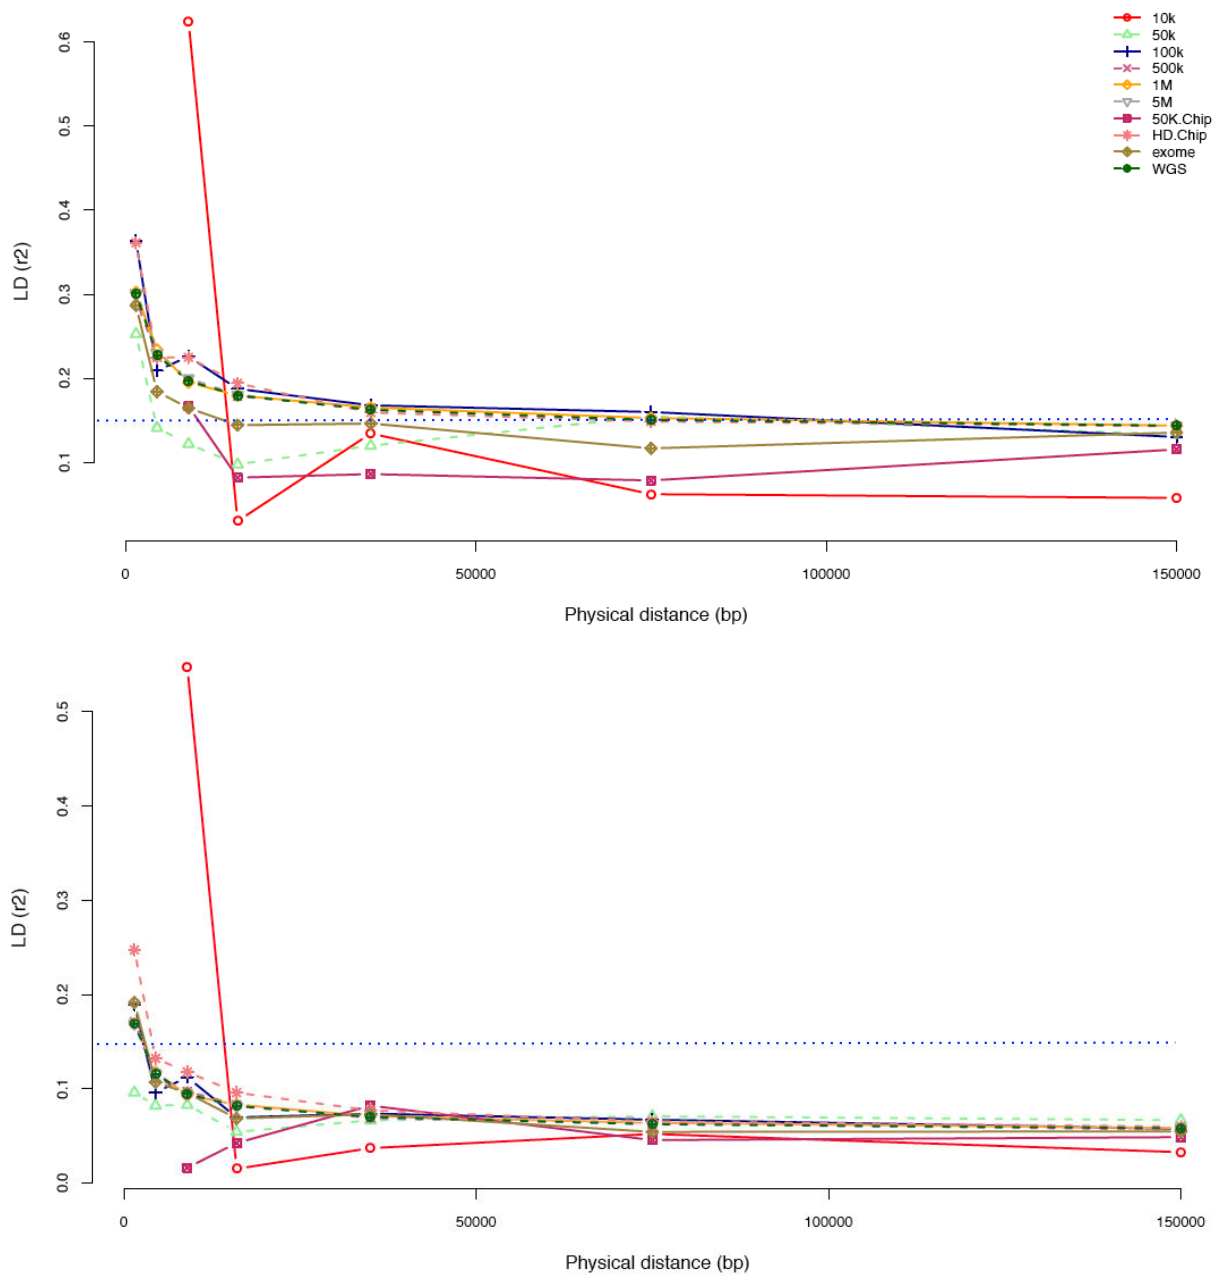 10k
50k
100k
500k
1M
5M
50K.Chip
HD.Chip
exome
WGS
0.6
0.5
0.4
0.3
0.2
0.1
LD (r2)
0 50000 100000 150000
Physical distance (bp)
0.5
0.4
0.3
0.2
0.1
0.0
LD (r2)
0 50000 100000 150000
Physical distance (bp)